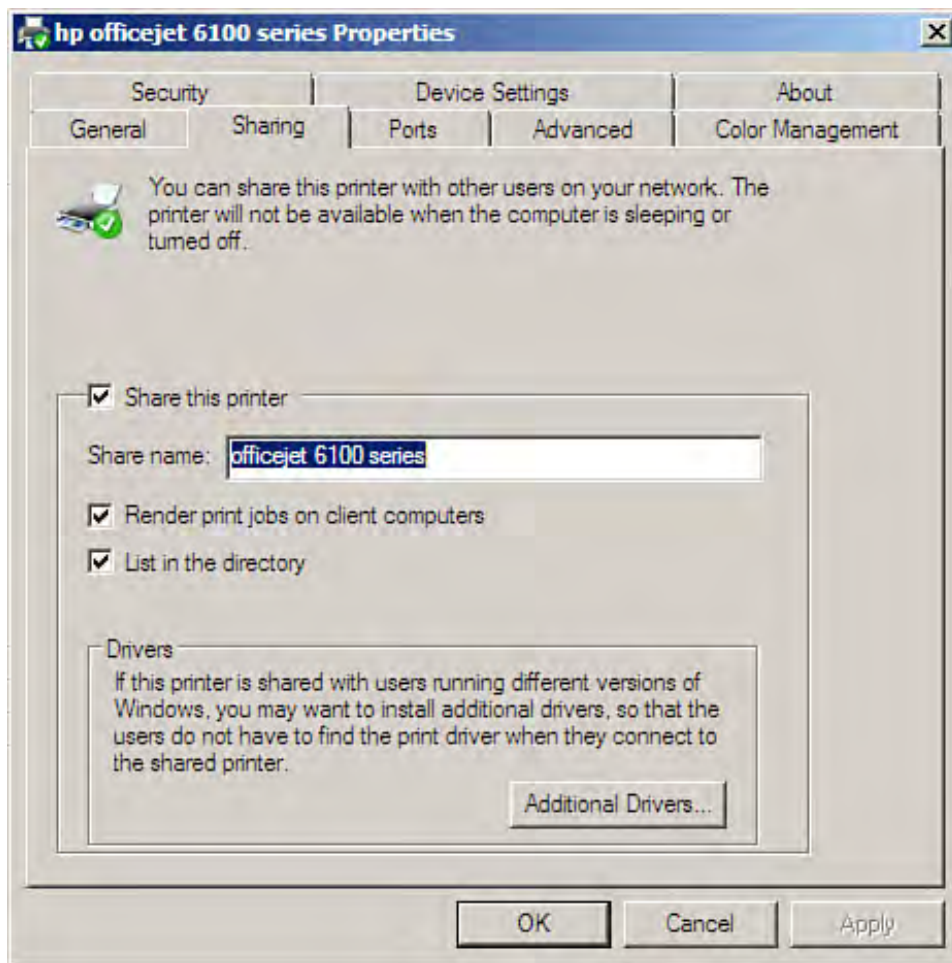 hp officejet 6100 series Properties
Security Device Settings About
General Sharing Ports Advanced Color Management
You can share this printer with other users on your network. The
printer will not be available when the computer is sleeping or
turned off.
Share this printer
Share name: officejet 6100 series
Render print jobs on client computers
List in the directory
Drivers
If this printer is shared with users running different versions of
Windows, you may want to install additional drivers, so that the
users do not have to find the print driver when they connect to
the shared printer.
Additional Drivers...
OK Cancel Apply